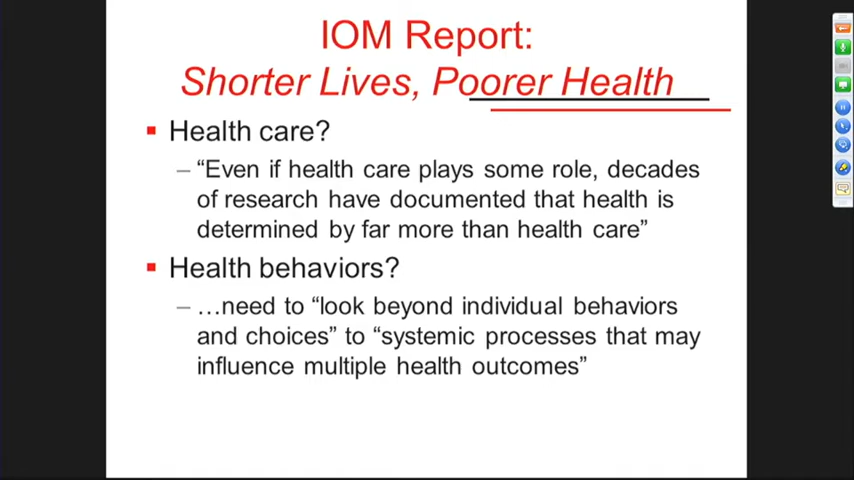 IOM Report:
Shorter Lives, Poorer Health
Health care?
– “Even if health care plays some role, decades
of research have documented that health is
determined by far more than health care”
Health behaviors?
– …need to “look beyond individual behaviors
and choices” to “systemic processes that may
influence multiple health outcomes”